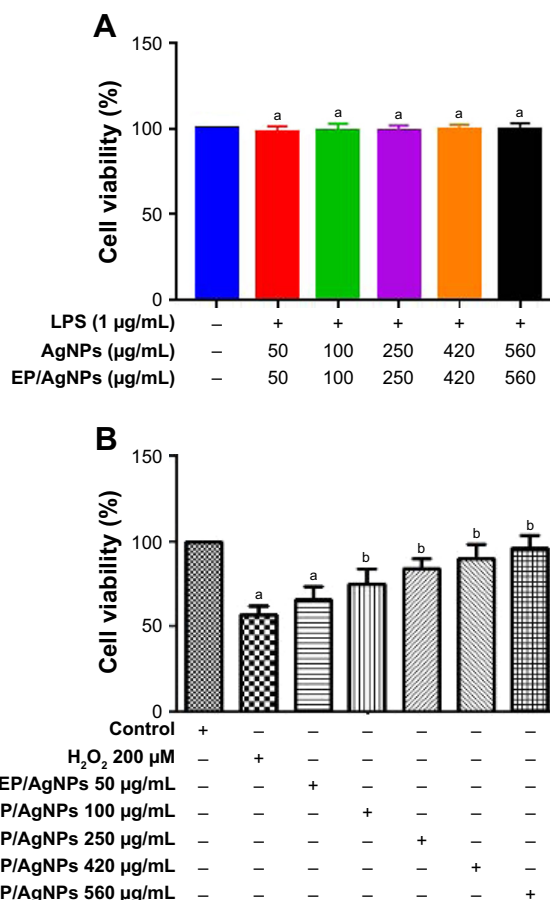 A
150
100
50
0
Cell viability (%)
a a a a a
LPS (1 µg/mL) – + + + + +
AgNPs (µg/mL) – 50 100 250 420 560
EP/AgNPs (µg/mL) – 50 100 250 420 560
B
150
100
50
0
Cell viability (%)
a a b b b b
Control + – – – – – –
H₂O₂ 200 µM – + – – – – –
EP/AgNPs 50 µg/mL – – + – – – –
P/AgNPs 100 µg/mL – – – + – – –
P/AgNPs 250 µg/mL – – – – + – –
P/AgNPs 420 µg/mL – – – – – + –
P/AgNPs 560 µg/mL – – – – – – +